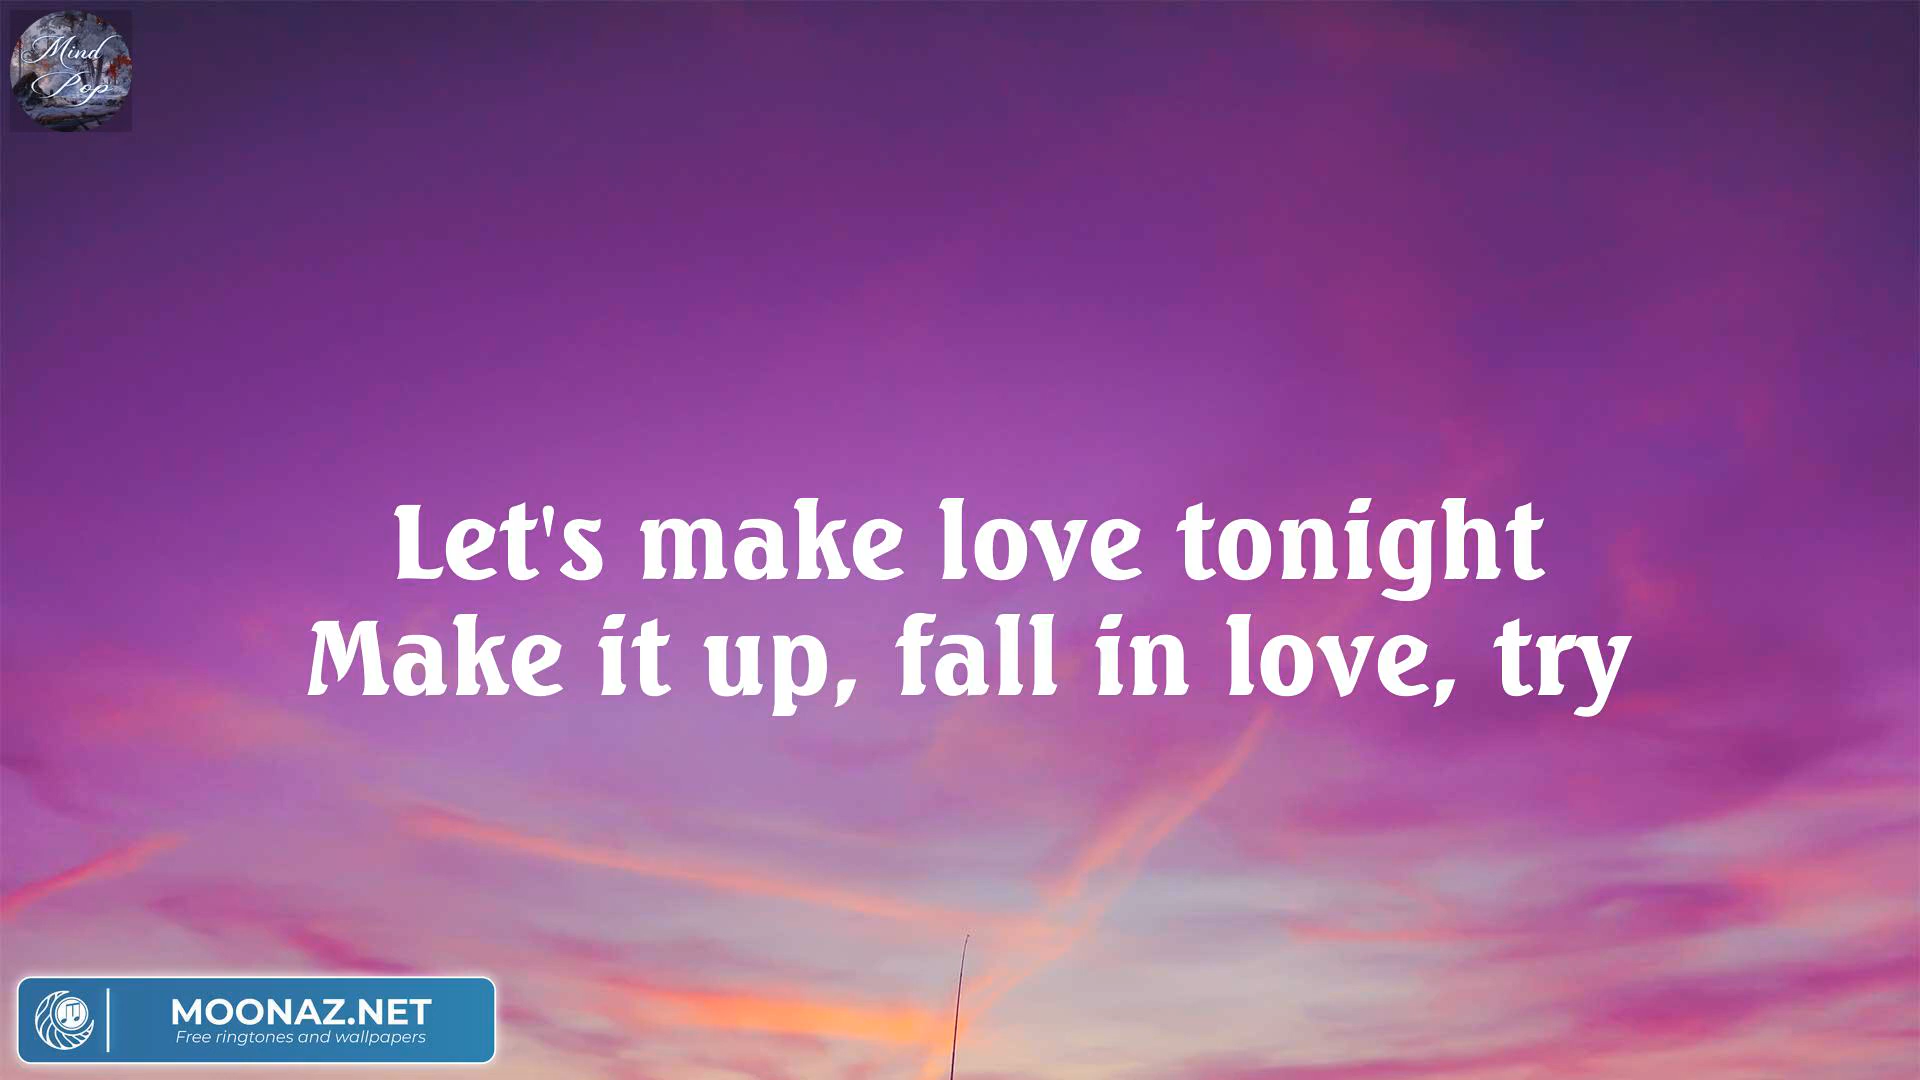 Mind
Pop
Let's make love tonight
Make it up, fall in love, try
MOONAZ.NET
Free ringtones and wallpapers